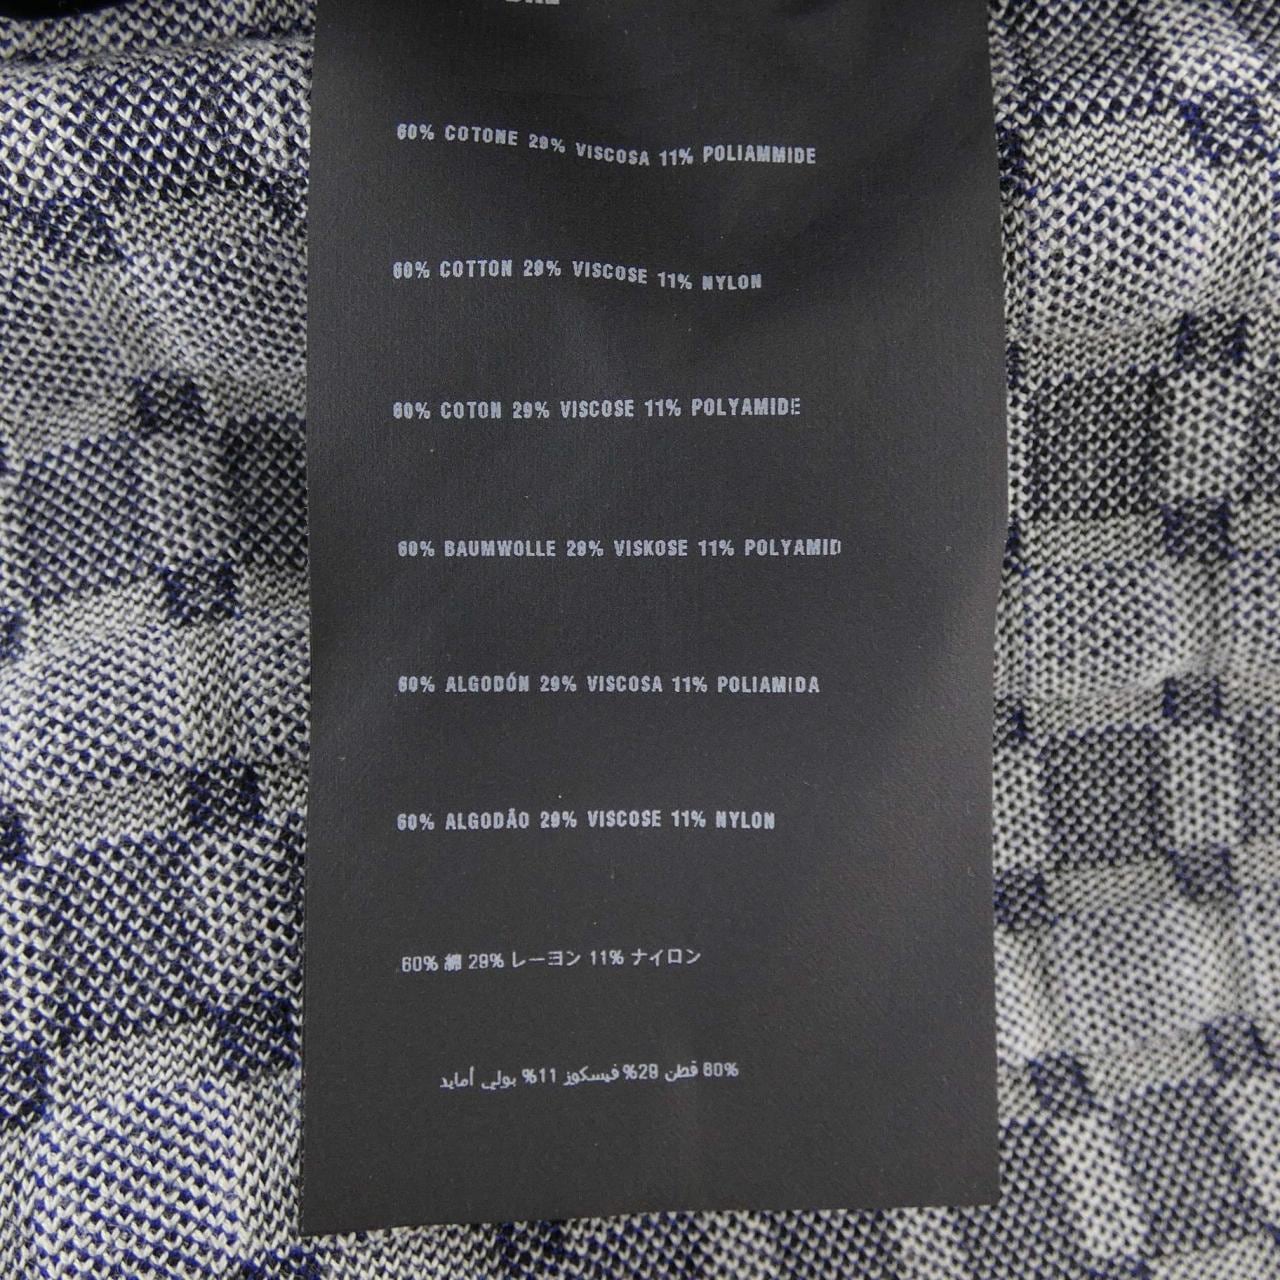 60% COTONE 29% VISCOSA 11% POLIAMMIDE
60% COTTON 29% VISCOSE 11% NYLON
60% COTON 29% VISCOSE 11% POLYAMIDE
60% BAUMWOLLE 29% VISKOSE 11% POLYAMID
60% ALGODÓN 29% VISCOSA 11% POLIAMIDA
60% ALGODÃO 29% VISCOSE 11% NYLON
60% 綿 29% レーヨン 11% ナイロン
60% قطن 29% فيسكوز 11% بولي أمايد